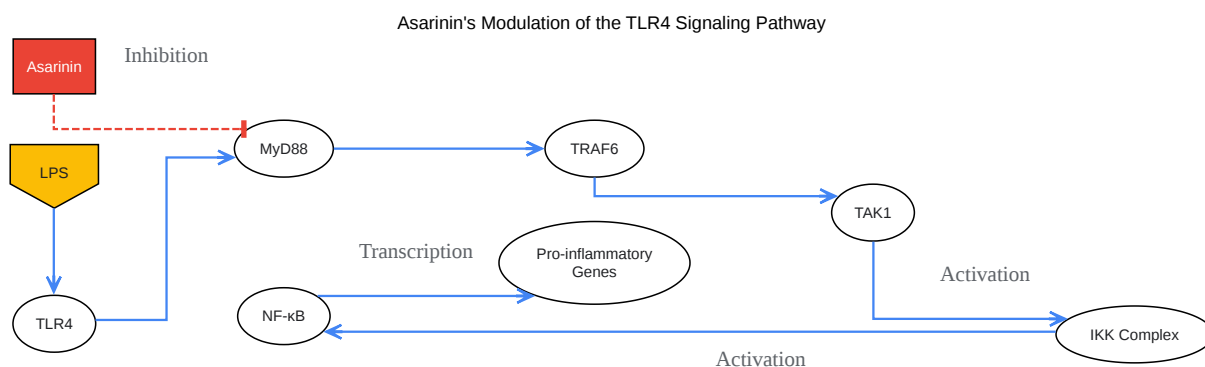 Asarinin's Modulation of the TLR4 Signaling Pathway
Inhibition
Asarinin
MyD88
TRAF6
LPS
TAK1
Transcription
Pro-inflammatory
Genes
Activation
NF-κB
TLR4
IKK Complex
Activation